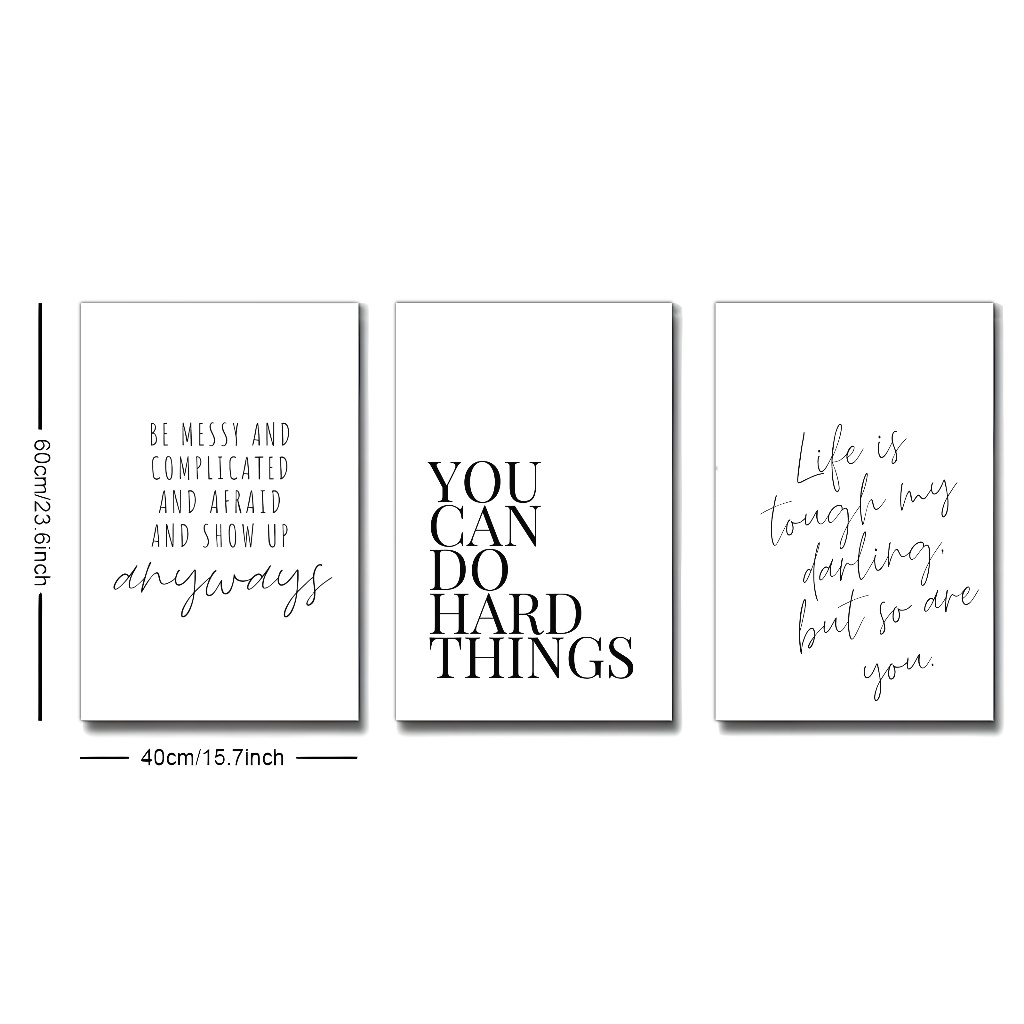 60cm/23.6inch
BE MESSY AND
COMPLICATED
AND AFRAID
AND SHOW UP
anyways
YOU
CAN
DO
HARD
THINGS
Life is
tough my
darling,
but so are
you.
40cm/15.7inch